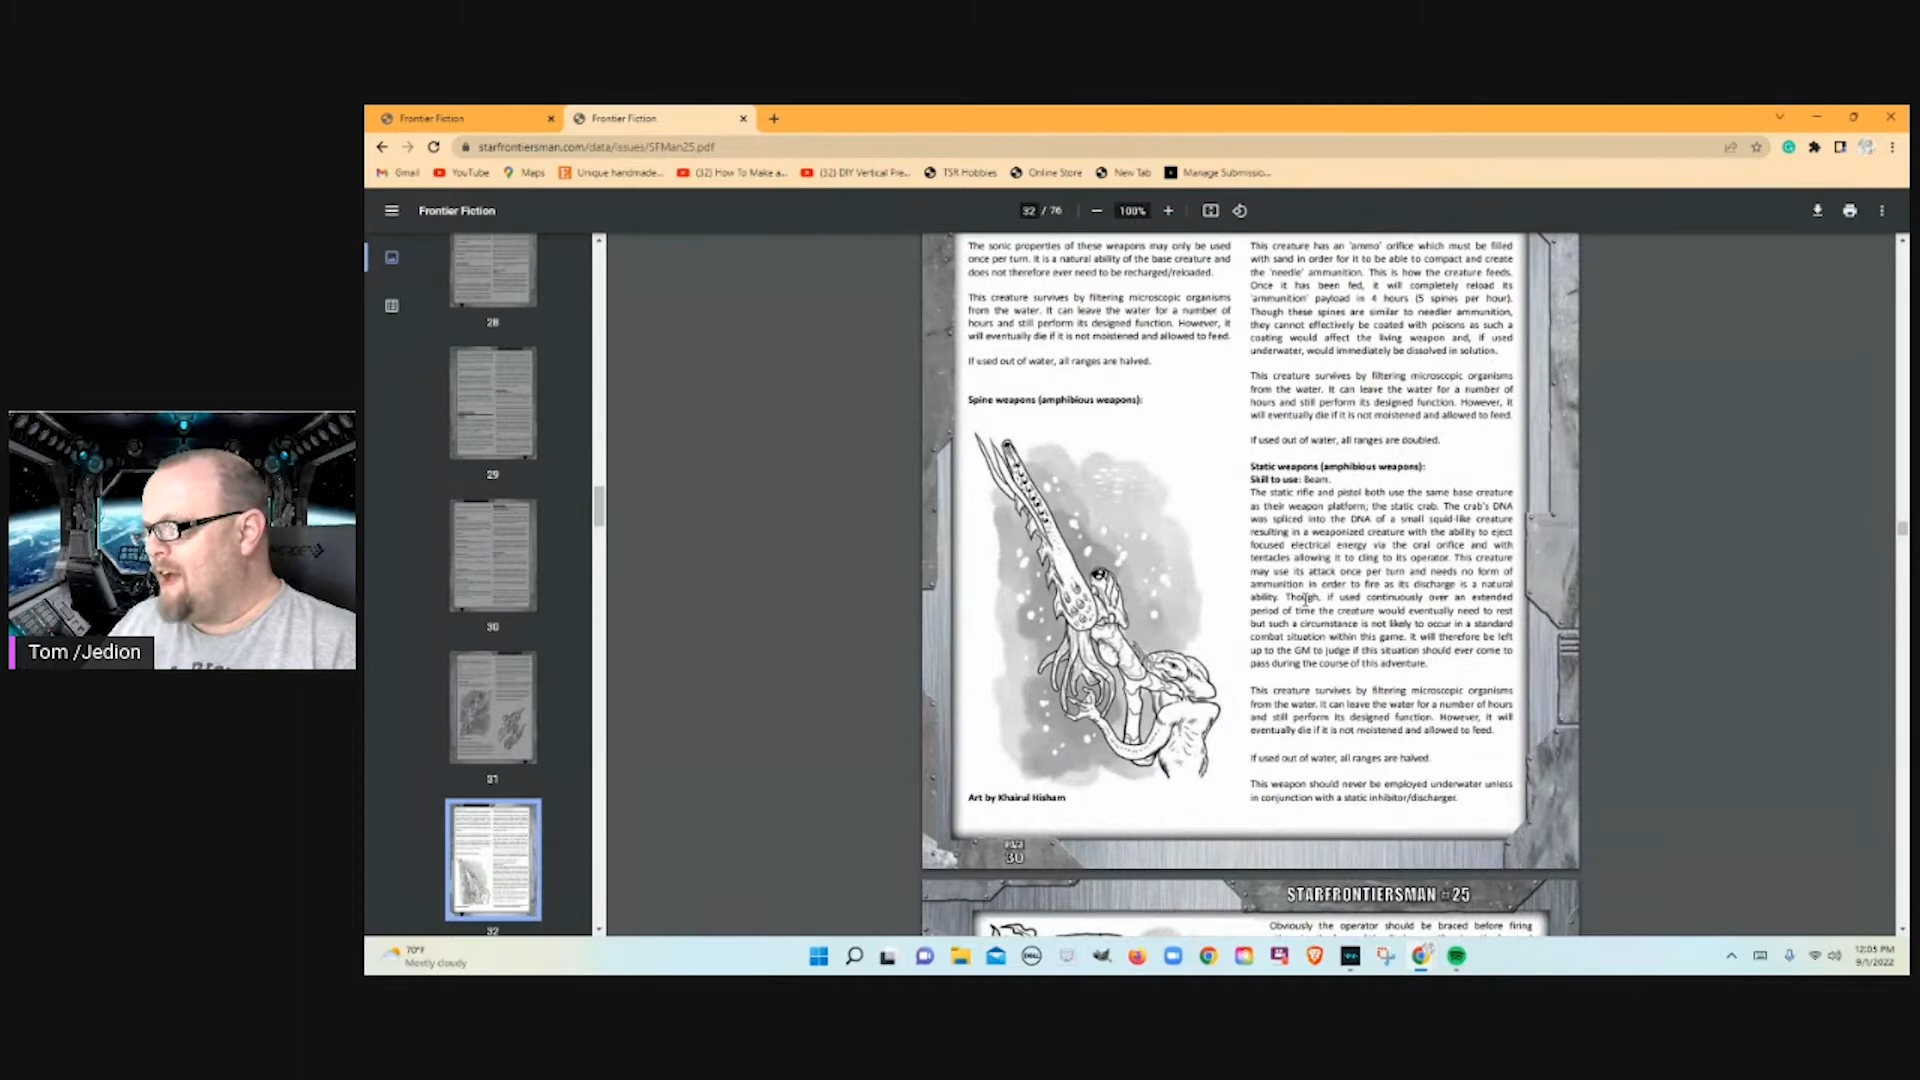 Frontier Fiction
Frontier Fiction
starfrontiersman.com/data/issues/SFMan25.pdf
Gmail
YouTube
Maps
Unique handmade...
(32) How To Make a...
(32) DIY Vertical Pre...
TSR Hobbies
Online Store
New Tab
Manage Submissio...
Frontier Fiction
32 / 76
100%
28
29
30
31
32
The sonic properties of these weapons may only be used
once per turn. It is a natural ability of the base creature and
does not therefore ever need to be recharged/reloaded.
This creature survives by filtering microscopic organisms
from the water. It can leave the water for a number of
hours and still perform its designed function. However, it
will eventually die if it is not moistened and allowed to feed.
If used out of water, all ranges are halved.
Spine weapons (amphibious weapons):
Art by Khairul Hisham
This creature has an 'ammo' orifice which must be filled
with sand in order for it to be able to compact and create
the 'needle' ammunition. This is how the creature feeds.
Once it has been fed, it will completely reload its
'ammunition' payload in 4 hours (5 spines per hour).
Though these spines are similar to needler ammunition,
they cannot effectively be coated with poisons as such a
coating would affect the living weapon and, if used
underwater, would immediately be dissolved in solution.
This creature survives by filtering microscopic organisms
from the water. It can leave the water for a number of
hours and still perform its designed function. However, it
will eventually die if it is not moistened and allowed to feed.
If used out of water, all ranges are doubled.
Static weapons (amphibious weapons):
Skill to use: Beam.
The static rifle and pistol both use the same base creature
as their weapon platform; the static crab. The crab's DNA
was spliced into the DNA of a small squid-like creature
resulting in a weaponized creature with the ability to eject
focused electrical energy via the oral orifice and with
tentacles allowing it to cling to its operator. This creature
may use its attack once per turn and needs no form of
ammunition in order to fire as its discharge is a natural
ability. Though, if used continuously over an extended
period of time the creature would eventually need to rest
but such a circumstance is not likely to occur in a standard
combat situation within this game. It will therefore be left
up to the GM to judge if this situation should ever come to
pass during the course of this adventure.
This creature survives by filtering microscopic organisms
from the water. It can leave the water for a number of hours
and still perform its designed function. However, it will
eventually die if it is not moistened and allowed to feed.
If used out of water, all ranges are halved.
This weapon should never be employed underwater unless
in conjunction with a static inhibitor/discharger.
PAGE
30
STARFRONTIERSMAN #25
Obviously the operator should be braced before firing
Tom /Jedion
70°F
Mostly cloudy
DELL
12:05 PM
9/1/2022